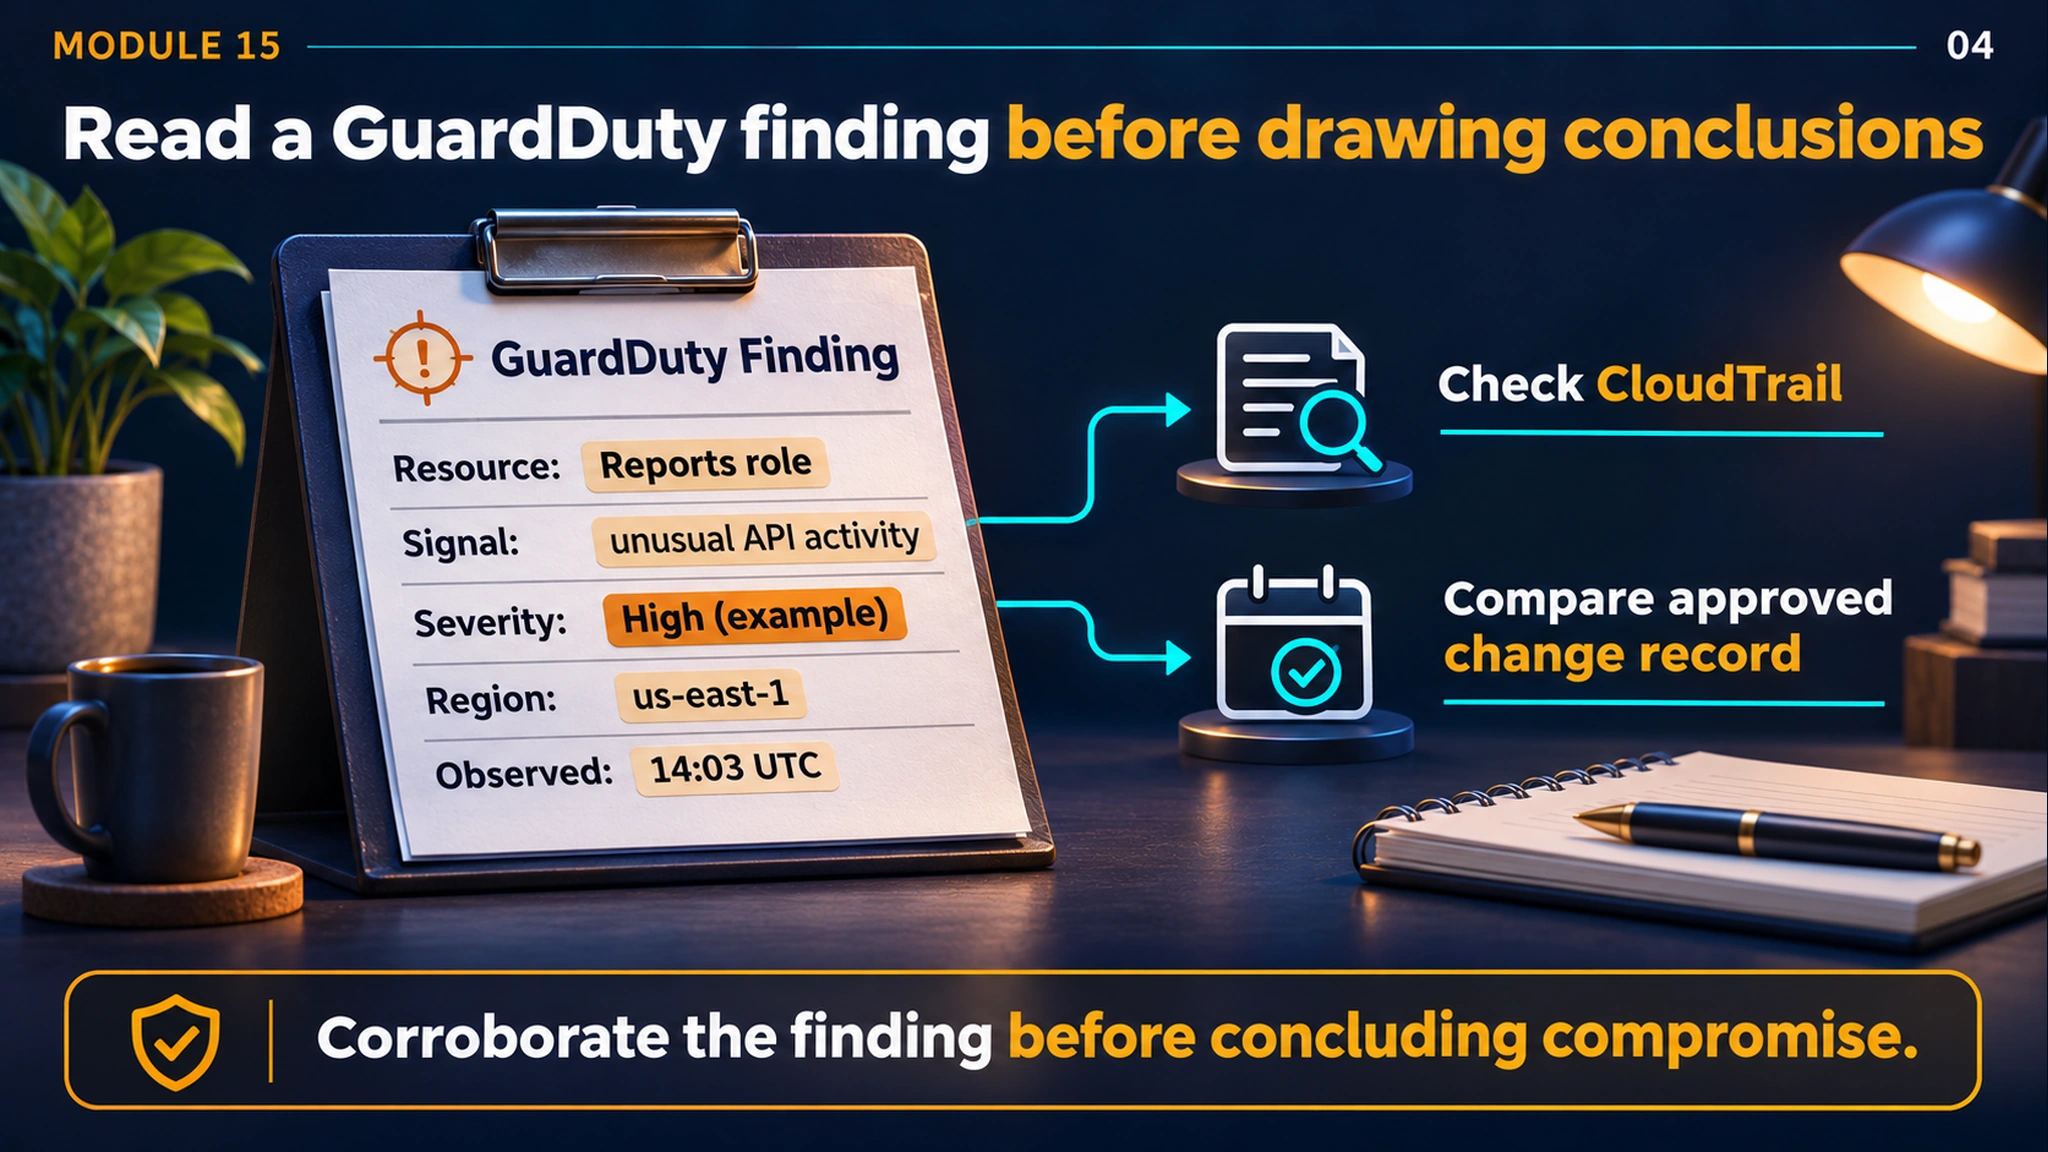 MODULE 15
04
Read a GuardDuty finding before drawing conclusions
GuardDuty Finding
Resource: Reports role
Signal: unusual API activity
Severity: High (example)
Region: us-east-1
Observed: 14:03 UTC
Check CloudTrail
Compare approved
change record
Corroborate the finding before concluding compromise.